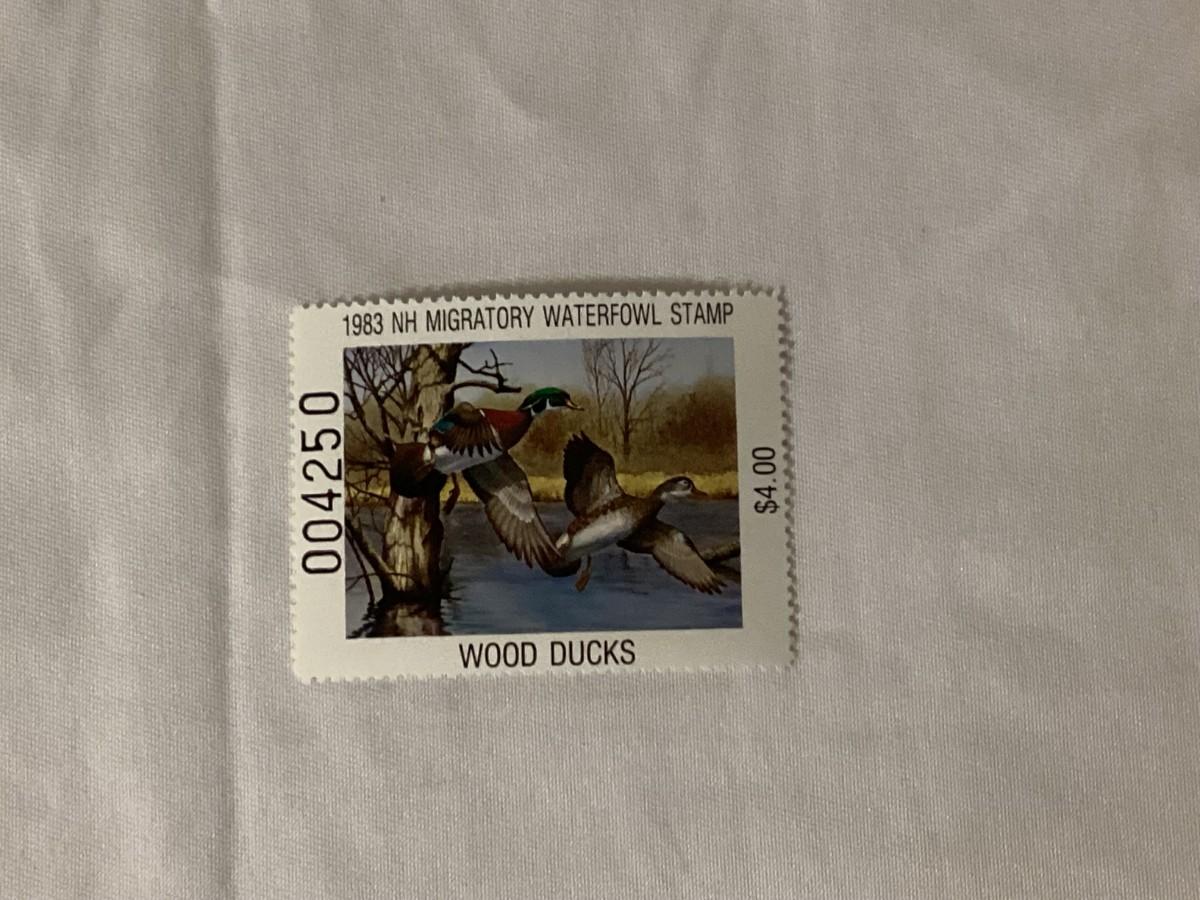 1983 NH MIGRATORY WATERFOWL STAMP
004250
$4.00
WOOD DUCKS